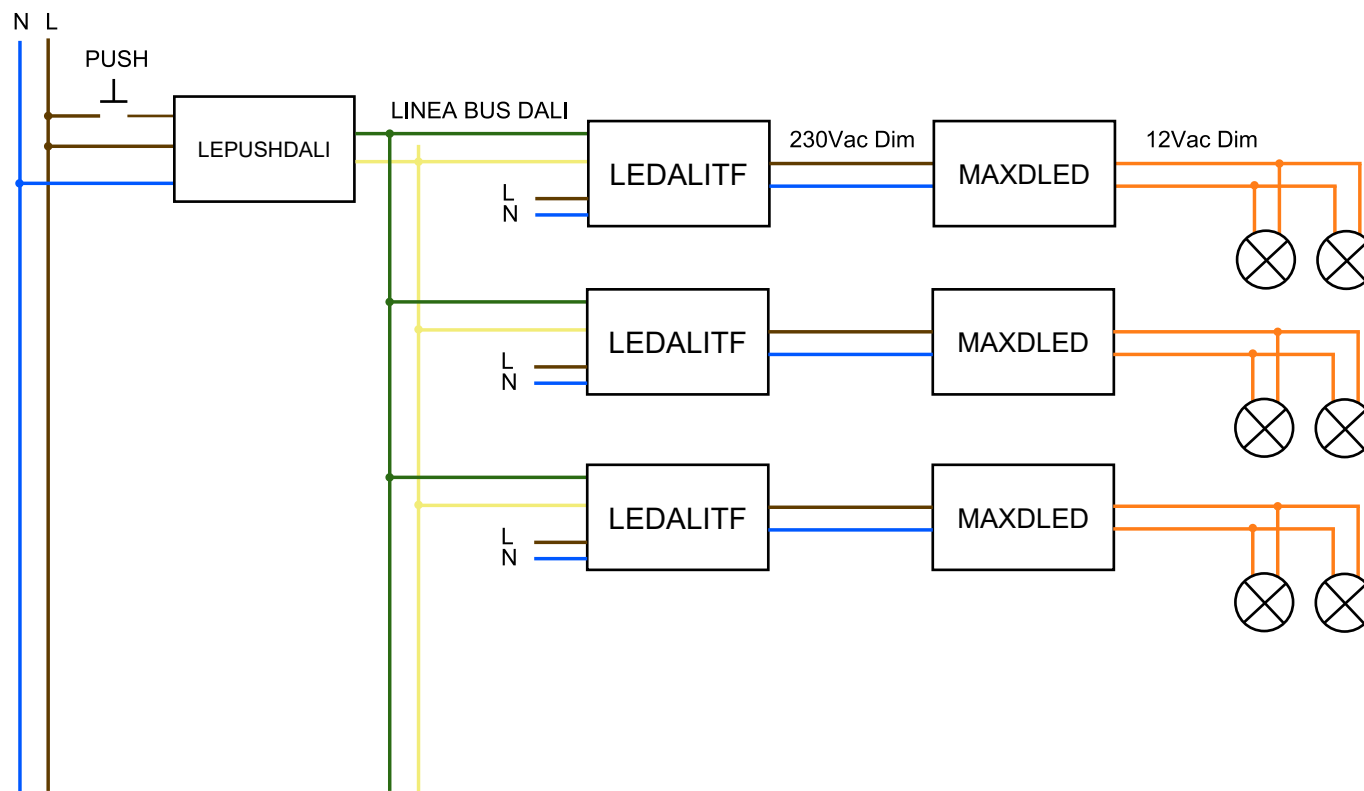 N L
PUSH
LEPUSHDALI
LINEA BUS DALI
LEDALITF
230Vac Dim
MAXDLED
12Vac Dim
L
N
LEDALITF
MAXDLED
L
N
LEDALITF
MAXDLED
L
N